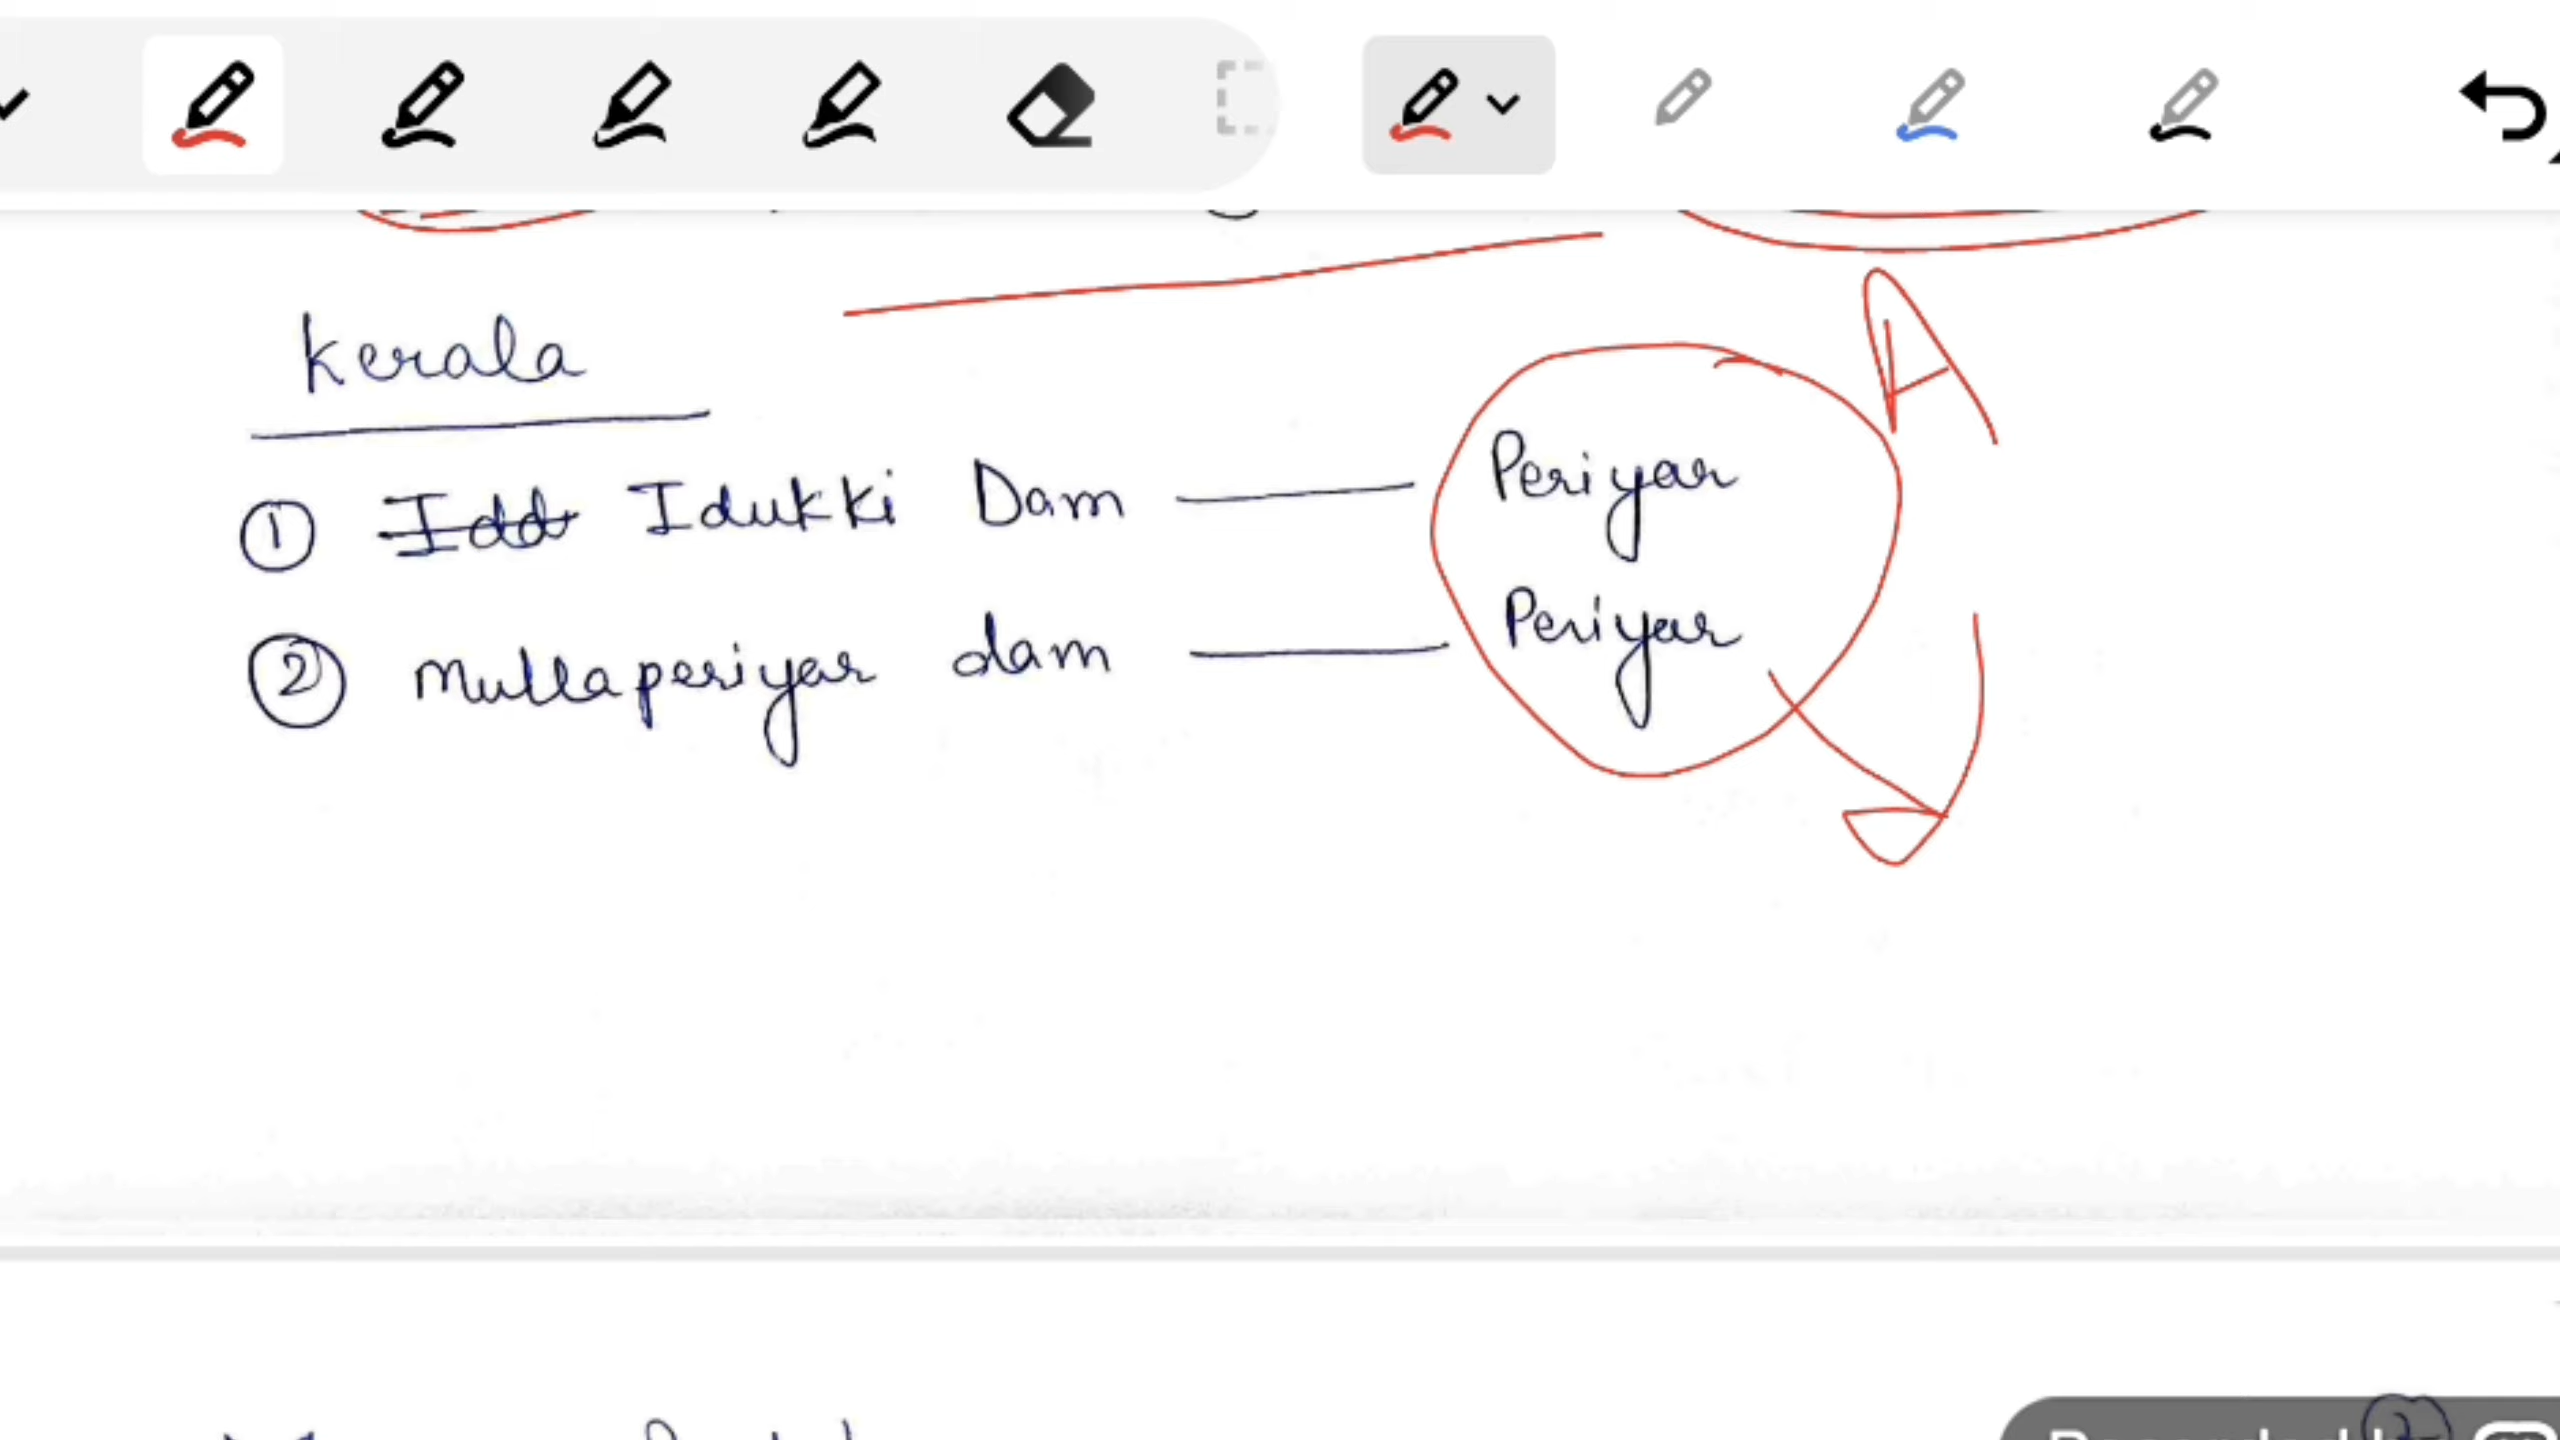 Kerala
① Idd Idukki Dam —— Periyar
② Mullaperiyar dam —— Periyar
A